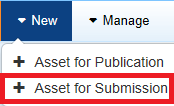 New Manage
Asset for Publication
Asset for Submission